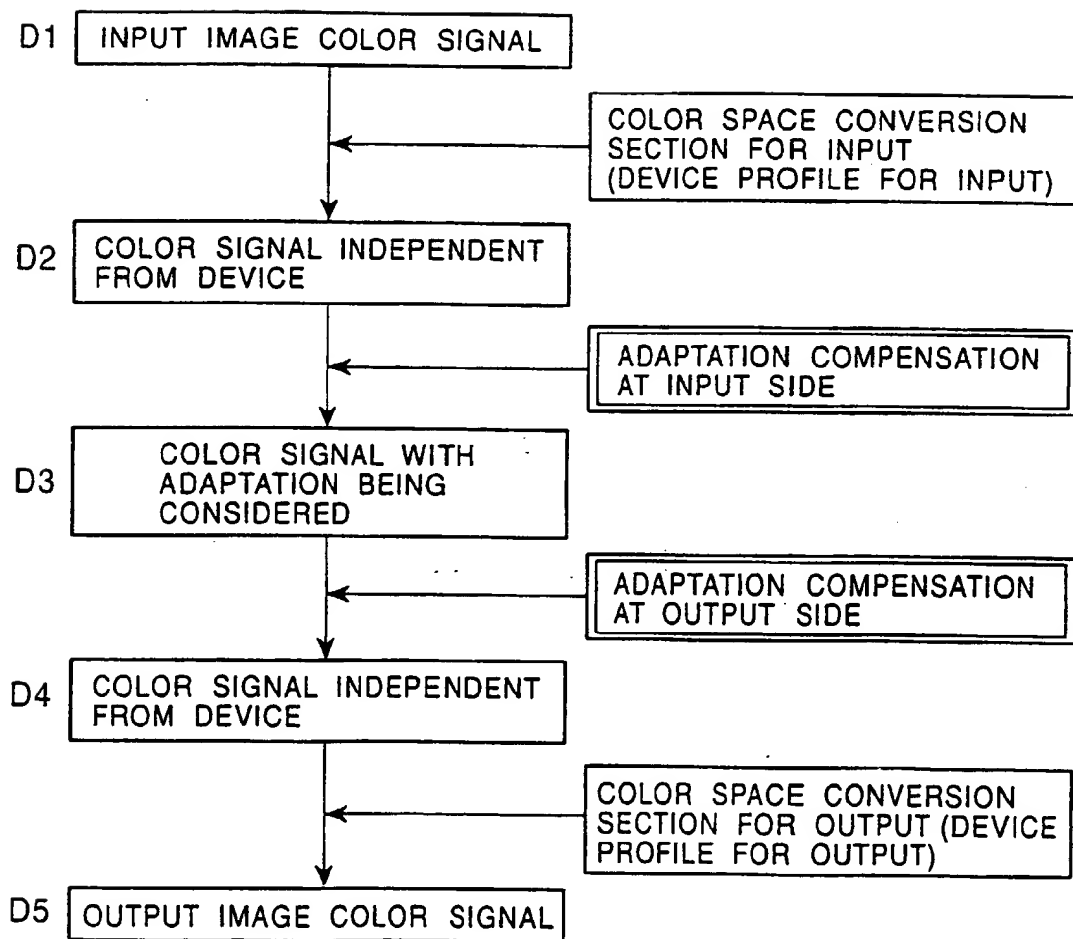 D1 INPUT IMAGE COLOR SIGNAL
COLOR SPACE CONVERSION
SECTION FOR INPUT
(DEVICE PROFILE FOR INPUT)
D2
COLOR SIGNAL INDEPENDENT
FROM DEVICE
ADAPTATION COMPENSATION
AT INPUT SIDE
D3
COLOR SIGNAL WITH
ADAPTATION BEING
CONSIDERED
ADAPTATION COMPENSATION
AT OUTPUT SIDE
D4
COLOR SIGNAL INDEPENDENT
FROM DEVICE
COLOR SPACE CONVERSION
SECTION FOR OUTPUT (DEVICE
PROFILE FOR OUTPUT)
D5 OUTPUT IMAGE COLOR SIGNAL